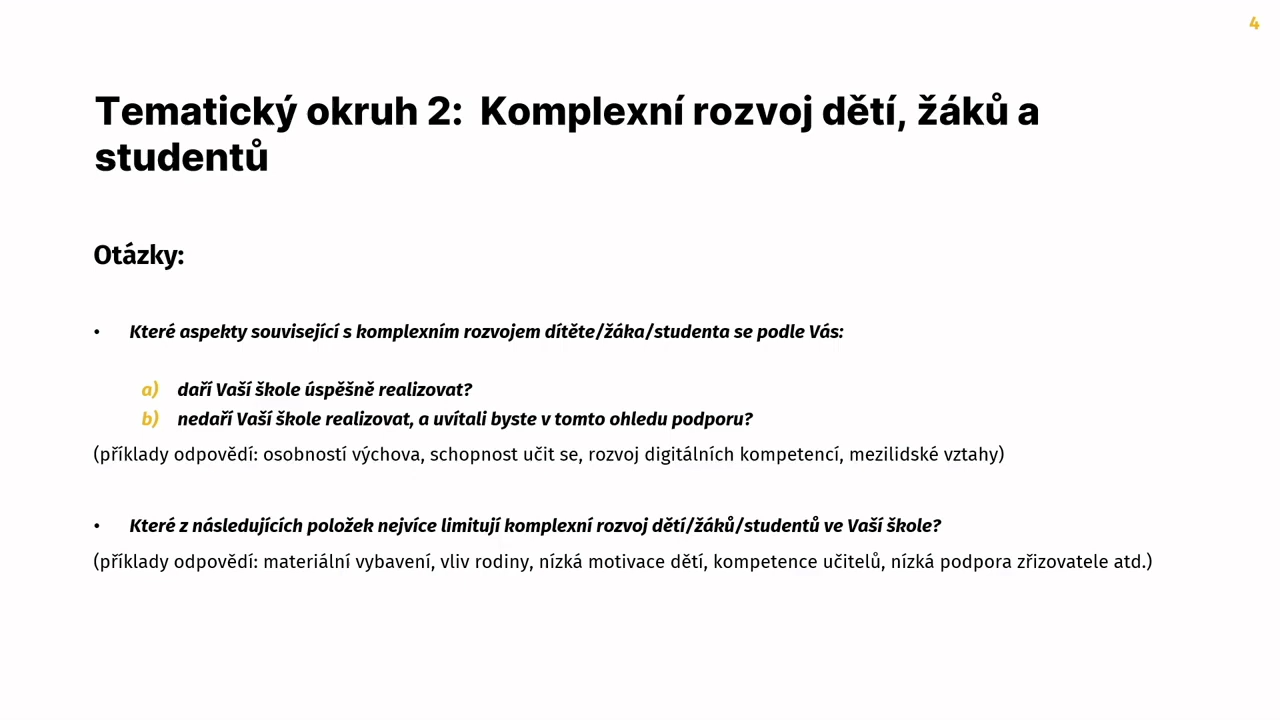 4
Tematický okruh 2:  Komplexní rozvoj dětí, žáků a
studentů
Otázky:
• Které aspekty související s komplexním rozvojem dítěte/žáka/studenta se podle Vás:
a) daří Vaší škole úspěšně realizovat?
b) nedaří Vaší škole realizovat, a uvítali byste v tomto ohledu podporu?
(příklady odpovědí: osobností výchova, schopnost učit se, rozvoj digitálních kompetencí, mezilidské vztahy)
• Které z následujících položek nejvíce limitují komplexní rozvoj dětí/žáků/studentů ve Vaší škole?
(příklady odpovědí: materiální vybavení, vliv rodiny, nízká motivace dětí, kompetence učitelů, nízká podpora zřizovatele atd.)